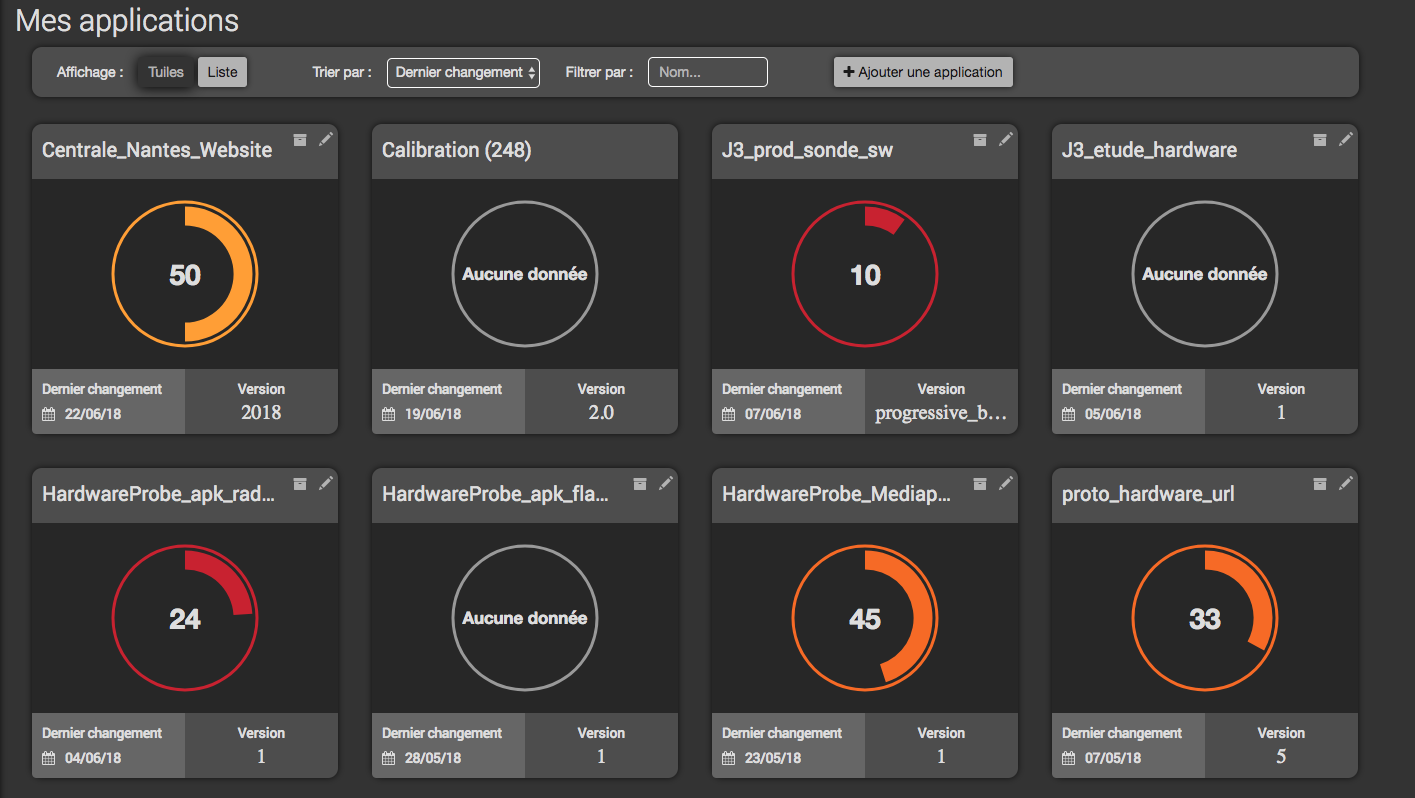 Mes applications
Affichage : Tuiles Liste Trier par : Dernier changement Filtrer par : Nom... Ajouter une application
Centrale_Nantes_Website Calibration (248) J3_prod_sonde_sw J3_etude_hardware
50 Aucune donnée 10 Aucune donnée
Dernier changement Version Dernier changement Version Dernier changement Version Dernier changement Version
22/06/18 2018 19/06/18 2.0 07/06/18 progressive_b... 05/06/18 1
HardwareProbe_apk_rad... HardwareProbe_apk_fla... HardwareProbe_Mediap... proto_hardware_url
24 Aucune donnée 45 33
Dernier changement Version Dernier changement Version Dernier changement Version Dernier changement Version
04/06/18 1 28/05/18 1 23/05/18 1 07/05/18 5